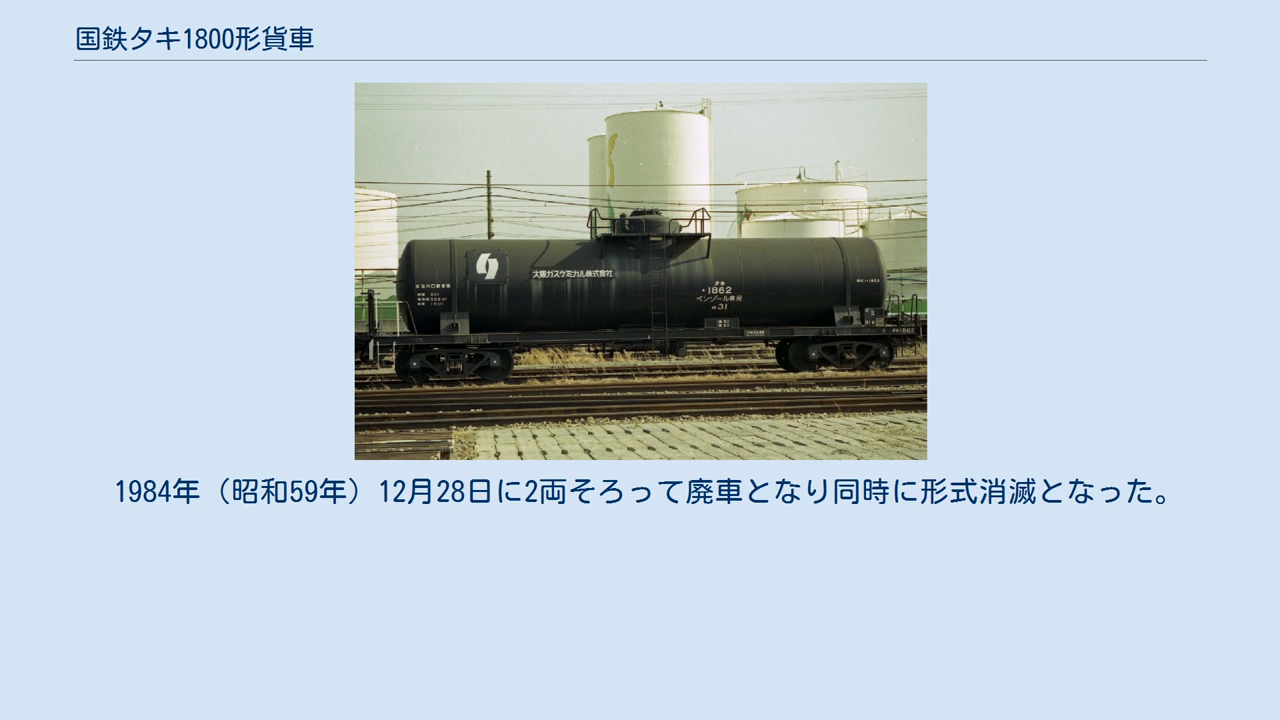 国鉄タキ1800形貨車
大阪ガスケミカル株式会社
タキ
1862
ベンゾール専用
31
1984年（昭和59年）12月28日に2両そろって廃車となり同時に形式消滅となった。